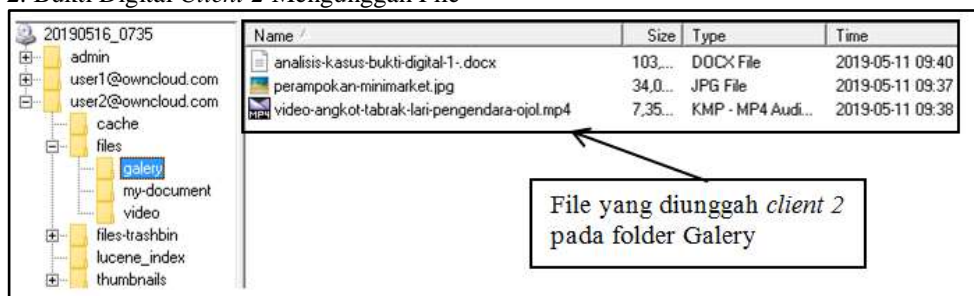 2. Bukti Digital Client 2 Mengunggah File
20190516_0735
admin
user1@owncloud.com
user2@owncloud.com
cache
files
galery
my-document
video
files-trashbin
lucene_index
thumbnails
Name Size Type Time
analisis-kasus-bukti-digital-1-.docx 103,... DOCX File 2019-05-11 09:40
perampokan-minimarket.jpg 34,0... JPG File 2019-05-11 09:37
MP4 video-angkot-tabrak-lari-pengendara-ojol.mp4 7,35... KMP - MP4 Audi... 2019-05-11 09:38
File yang diunggah client 2
pada folder Galery